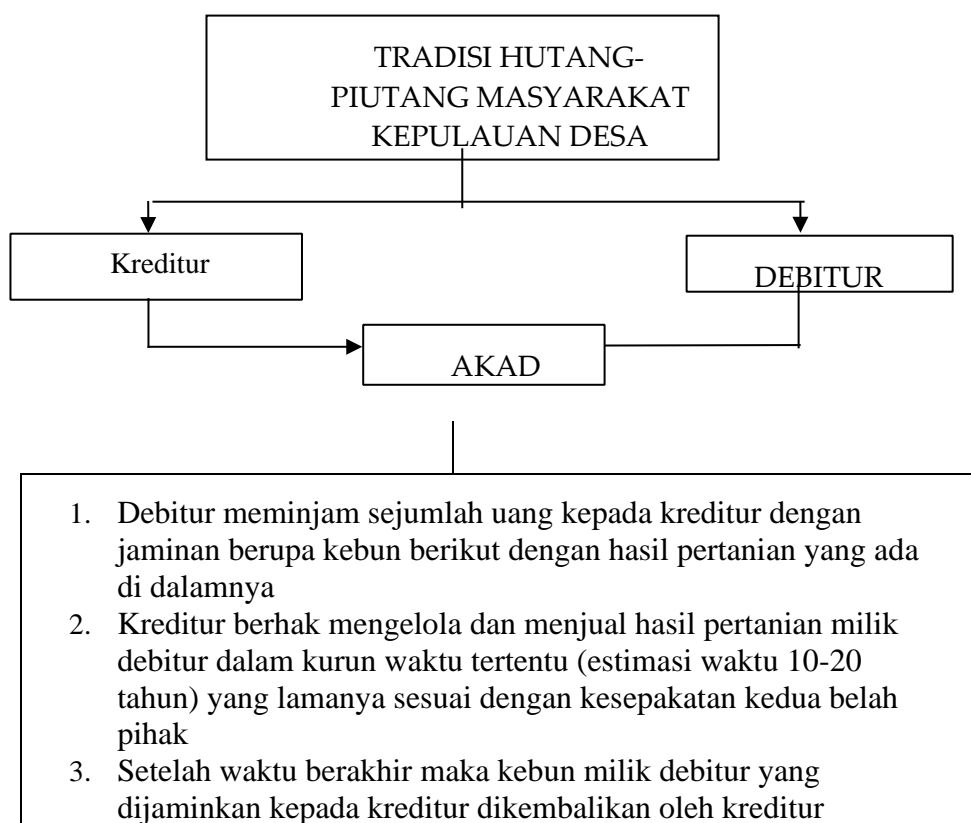 TRADISI HUTANG-
PIUTANG MASYARAKAT
KEPULAUAN DESA
Kreditur
DEBITUR
AKAD
1. Debitur meminjam sejumlah uang kepada kreditur dengan
jaminan berupa kebun berikut dengan hasil pertanian yang ada
di dalamnya
2. Kreditur berhak mengelola dan menjual hasil pertanian milik
debitur dalam kurun waktu tertentu (estimasi waktu 10-20
tahun) yang lamanya sesuai dengan kesepakatan kedua belah
pihak
3. Setelah waktu berakhir maka kebun milik debitur yang
dijaminkan kepada kreditur dikembalikan oleh kreditur